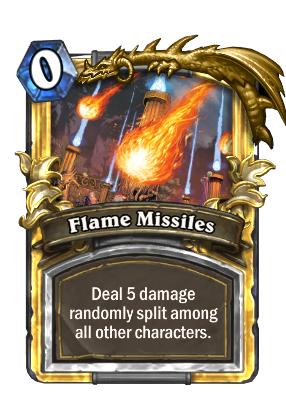 0
Flame Missiles
Deal 5 damage
randomly split among
all other characters.